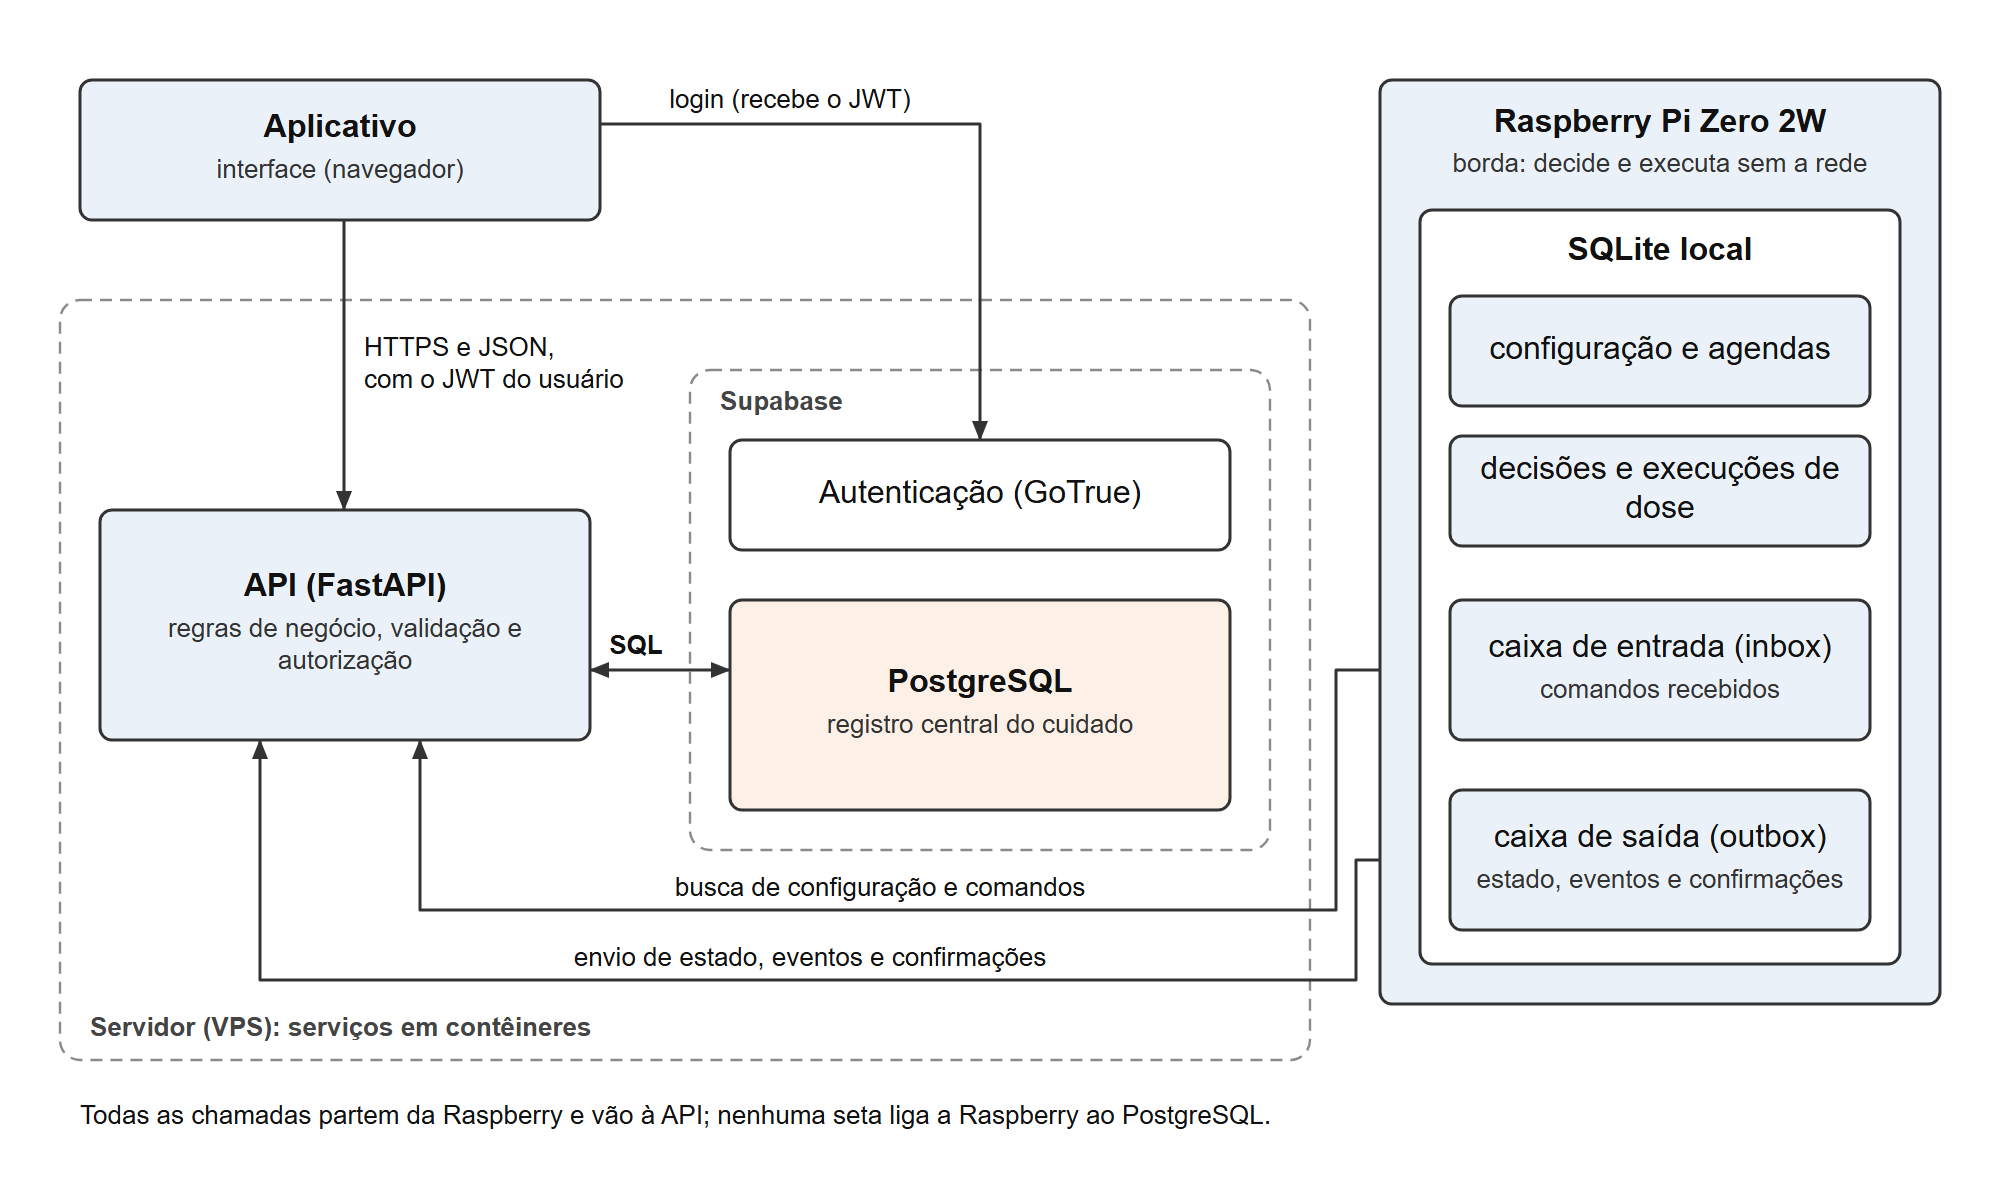 Aplicativo
interface (navegador)
login (recebe o JWT)
HTTPS e JSON,
com o JWT do usuário
Servidor (VPS): serviços em contêineres
Supabase
Autenticação (GoTrue)
API (FastAPI)
regras de negócio, validação e
autorização
SQL
PostgreSQL
registro central do cuidado
busca de configuração e comandos
envio de estado, eventos e confirmações
Raspberry Pi Zero 2W
borda: decide e executa sem a rede
SQLite local
configuração e agendas
decisões e execuções de
dose
caixa de entrada (inbox)
comandos recebidos
caixa de saída (outbox)
estado, eventos e confirmações
Todas as chamadas partem da Raspberry e vão à API; nenhuma seta liga a Raspberry ao PostgreSQL.